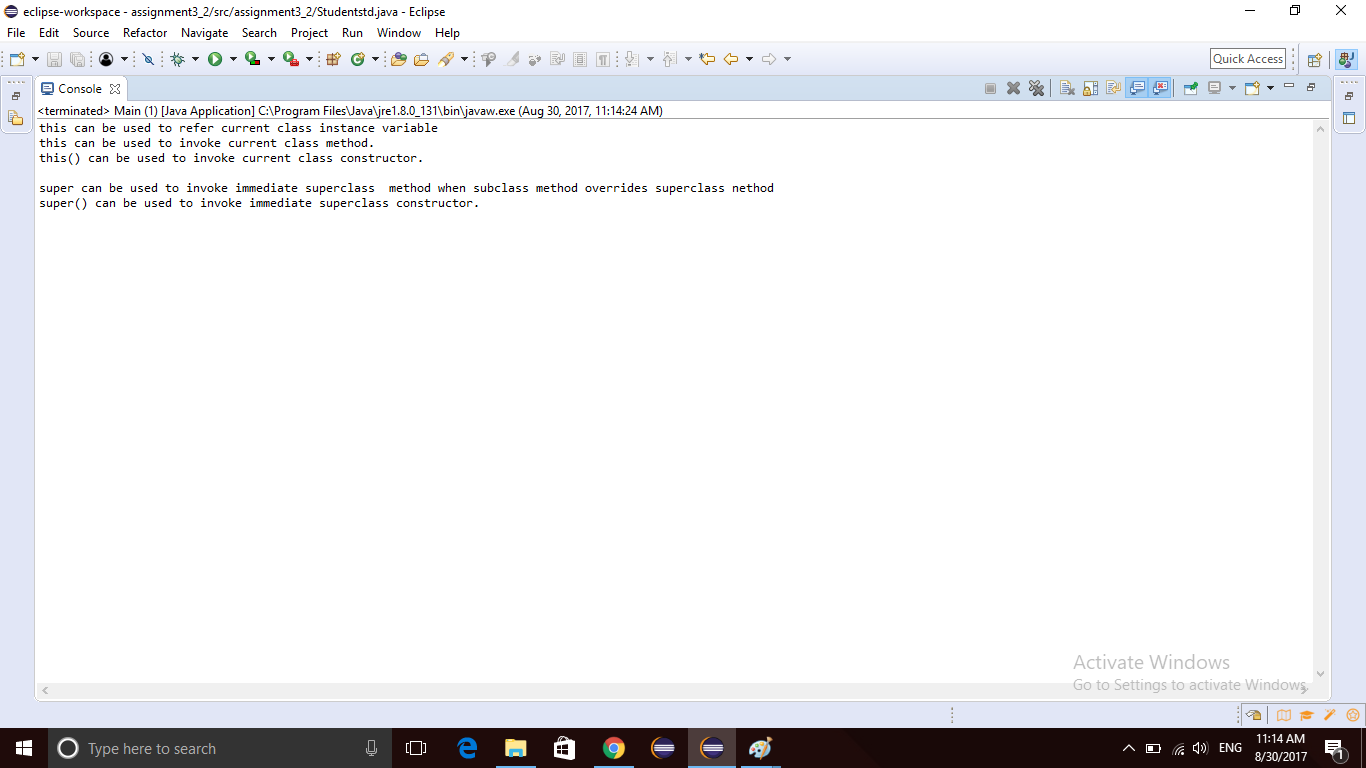 eclipse-workspace - assignment3_2/src/assignment3_2/Studentstd.java - Eclipse
File Edit Source Refactor Navigate Search Project Run Window Help
Quick Access
Console
<terminated> Main (1) [Java Application] C:\Program Files\Java\jre1.8.0_131\bin\javaw.exe (Aug 30, 2017, 11:14:24 AM)
this can be used to refer current class instance variable
this can be used to invoke current class method.
this() can be used to invoke current class constructor.
super can be used to invoke immediate superclass  method when subclass method overrides superclass nethod
super() can be used to invoke immediate superclass constructor.
Activate Windows
Go to Settings to activate Windows.
Type here to search
ENG
11:14 AM
8/30/2017
1